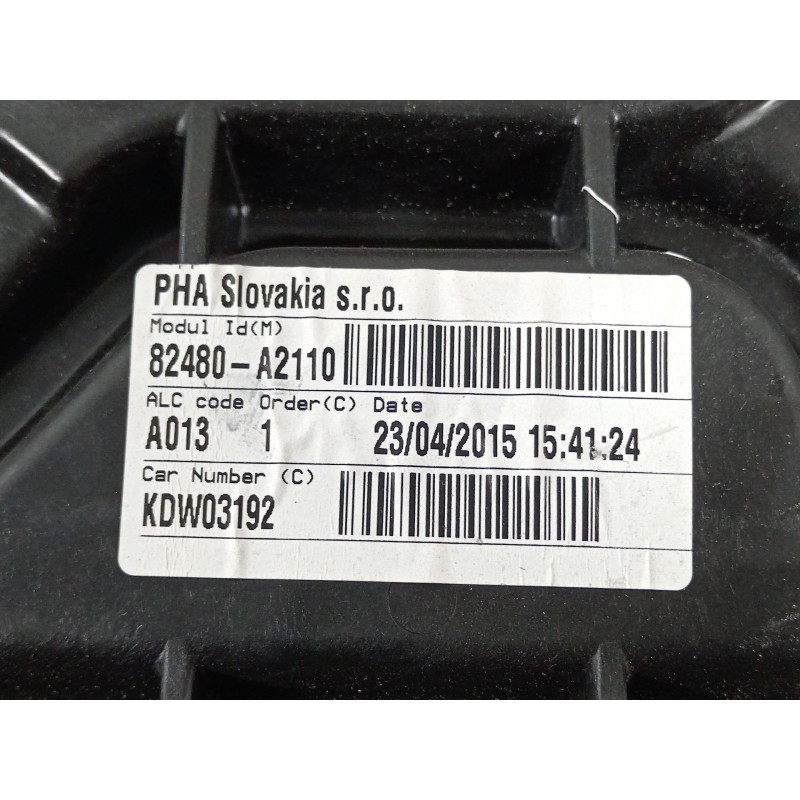 PHA Slovakia s.r.o.
Modul Id(M)
82480-A2110
ALC code Order(C) Date
A013 1 23/04/2015 15:41:24
Car Number (C)
KDW03192